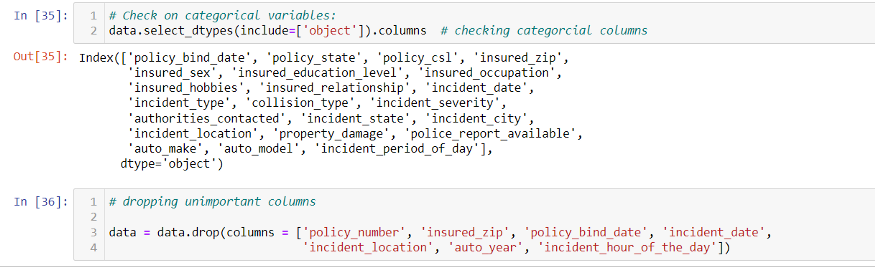 In [35]: 1 # Check on categorical variables:
2 data.select_dtypes(include=['object']).columns # checking categorcial columns
Out[35]: Index(['policy_bind_date', 'policy_state', 'policy_csl', 'insured_zip',
'insured_sex', 'insured_education_level', 'insured_occupation',
'insured_hobbies', 'insured_relationship', 'incident_date',
'incident_type', 'collision_type', 'incident_severity',
'authorities_contacted', 'incident_state', 'incident_city',
'incident_location', 'property_damage', 'police_report_available',
'auto_make', 'auto_model', 'incident_period_of_day'],
dtype='object')
In [36]: 1 # dropping unimportant columns
2
3 data = data.drop(columns = ['policy_number', 'insured_zip', 'policy_bind_date', 'incident_date',
4 'incident_location', 'auto_year', 'incident_hour_of_the_day'])